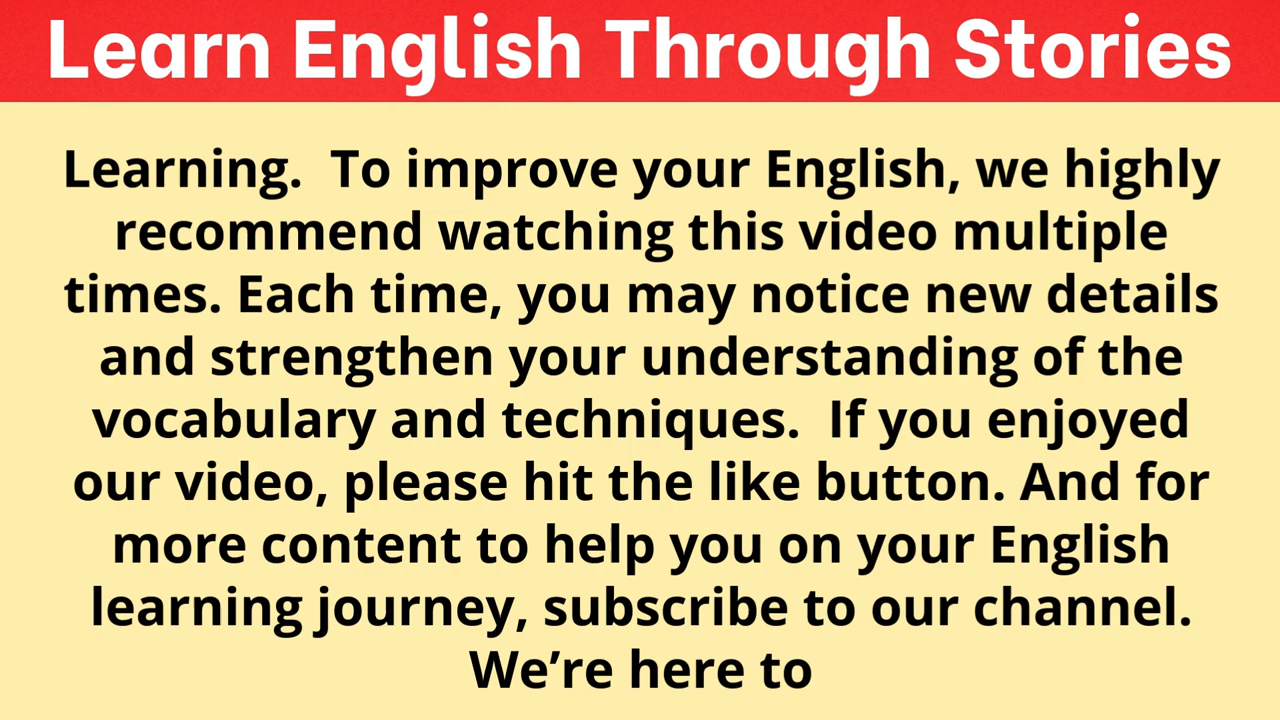 Learn English Through Stories
Learning.  To improve your English, we highly
recommend watching this video multiple
times. Each time, you may notice new details
and strengthen your understanding of the
vocabulary and techniques.  If you enjoyed
our video, please hit the like button. And for
more content to help you on your English
learning journey, subscribe to our channel.
We’re here to